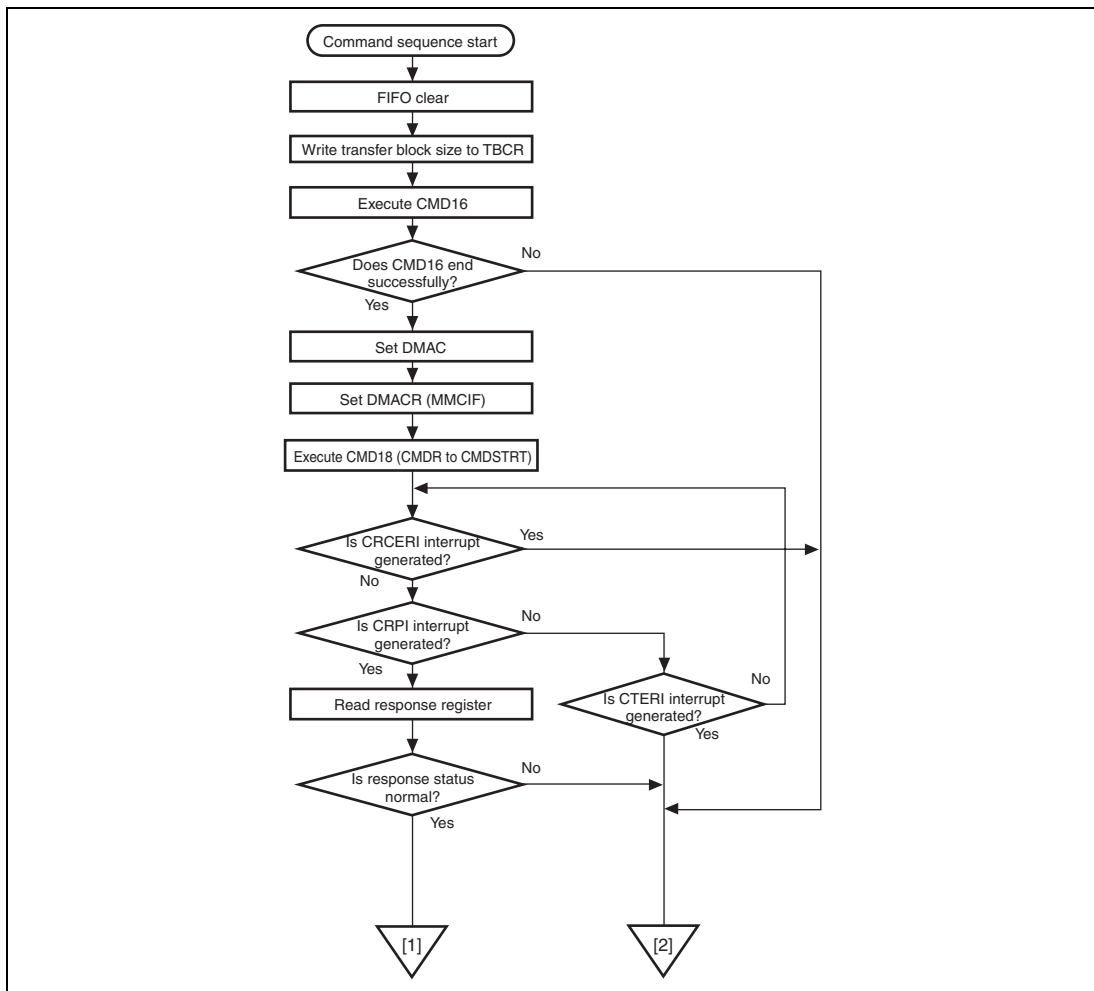 Command sequence start
FIFO clear
Write transfer block size to TBCR
Execute CMD16
No
Does CMD16 end
successfully?
Yes
Set DMAC
Set DMACR (MMCIF)
Execute CMD18 (CMDR to CMDSTRT)
Yes
Is CRCERI interrupt
generated?
No
No
Is CRPI interrupt
generated?
Yes
No
Is CTERI interrupt
generated?
Yes
Read response register
No
Is response status
normal?
Yes
[1]
[2]